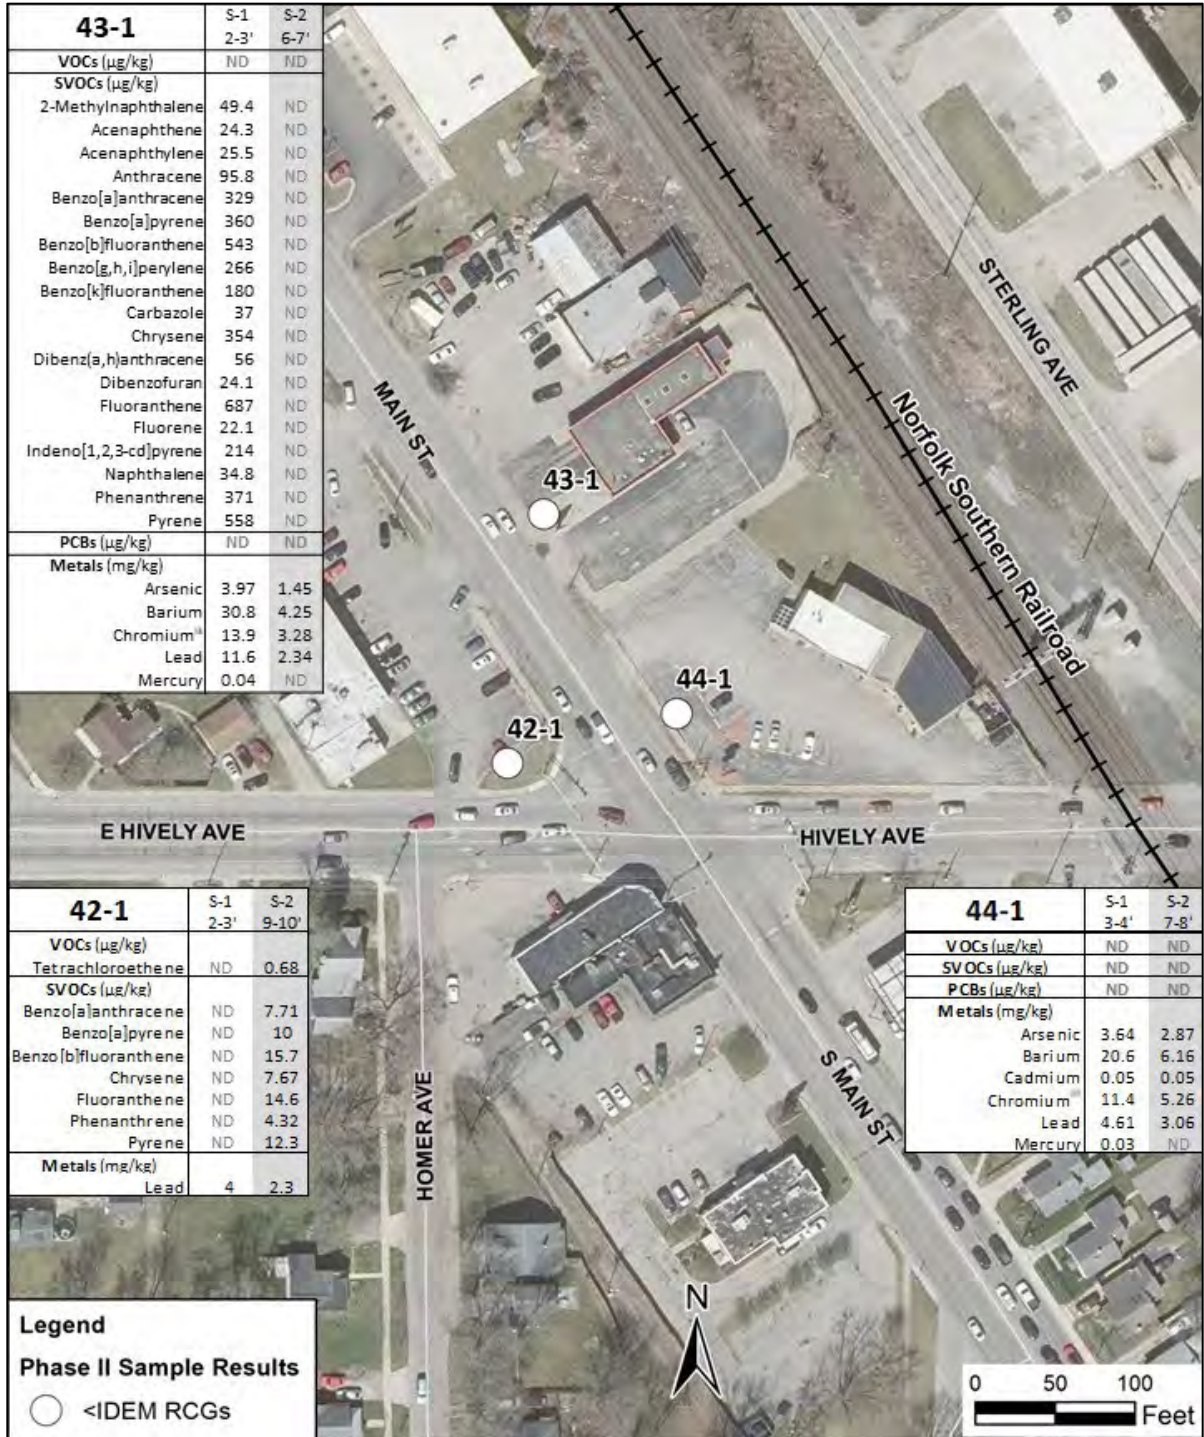 43-1 S-1 S-2
2-3' 6-7'
VOCs (µg/kg) ND ND
SVOCs (µg/kg)
2-Methylnaphthalene 49.4 ND
Acenaphthene 24.3 ND
Acenaphthylene 25.5 ND
Anthracene 95.8 ND
Benzo[a]anthracene 329 ND
Benzo[a]pyrene 360 ND
Benzo[b]fluoranthene 543 ND
Benzo[g,h,i]perylene 266 ND
Benzo[k]fluoranthene 180 ND
Carbazole 37 ND
Chrysene 354 ND
Dibenz(a,h)anthracene 56 ND
Dibenzofuran 24.1 ND
Fluoranthene 687 ND
Fluorene 22.1 ND
Indeno[1,2,3-cd]pyrene 214 ND
Naphthalene 34.8 ND
Phenanthrene 371 ND
Pyrene 558 ND
PCBs (µg/kg) ND ND
Metals (mg/kg)
Arsenic 3.97 1.45
Barium 30.8 4.25
Chromium 13.9 3.28
Lead 11.6 2.34
Mercury 0.04 ND
STERLING AVE
MAIN ST
Norfolk Southern Railroad
43-1
44-1
42-1
E HIVELY AVE
HIVELY AVE
42-1 S-1 S-2
2-3' 9-10'
VOCs (µg/kg)
Tetrachloroethene ND 0.68
SVOCs (µg/kg)
Benzo[a]anthracene ND 7.71
Benzo[a]pyrene ND 10
Benzo[b]fluoranthene ND 15.7
Chrysene ND 7.67
Fluoranthene ND 14.6
Phenanthrene ND 4.32
Pyrene ND 12.3
Metals (mg/kg)
Lead 4 2.3
44-1 S-1 S-2
3-4' 7-8'
VOCs (µg/kg) ND ND
SVOCs (µg/kg) ND ND
PCBs (µg/kg) ND ND
Metals (mg/kg)
Arsenic 3.64 2.87
Barium 20.6 6.16
Cadmium 0.05 0.05
Chromium 11.4 5.26
Lead 4.61 3.06
Mercury 0.03 ND
HOMER AVE
S MAIN ST
Legend
Phase II Sample Results
<IDEM RCGs
N
0 50 100
Feet